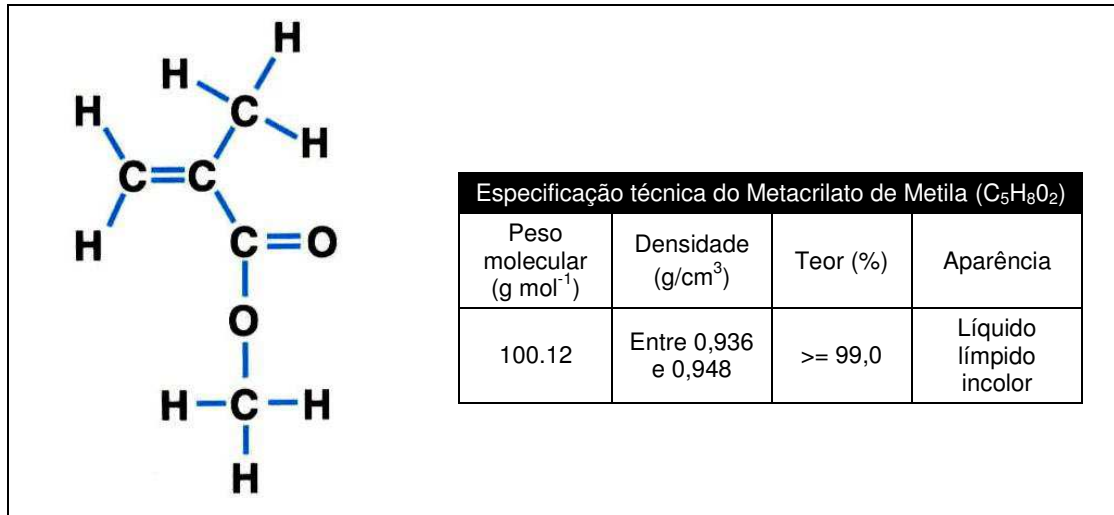 H
H
C
H
H
C=C
H
C=O
O
H-C-H
H
Especificação técnica do Metacrilato de Metila (C5H802)
Peso
molecular
(g mol-1)
Densidade
(g/cm3)
Teor (%)
Aparência
100.12
Entre 0,936
e 0,948
>= 99,0
Líquido
límpido
incolor